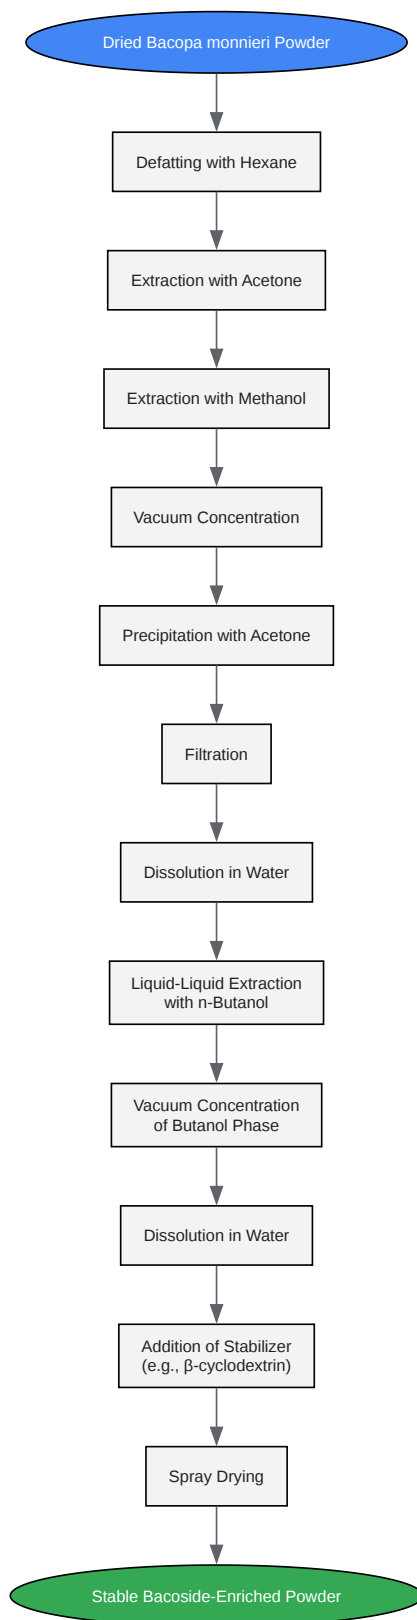 Dried Bacopa monnieri Powder
Defatting with Hexane
Extraction with Acetone
Extraction with Methanol
Vacuum Concentration
Precipitation with Acetone
Filtration
Dissolution in Water
Liquid-Liquid Extraction
with n-Butanol
Vacuum Concentration
of Butanol Phase
Dissolution in Water
Addition of Stabilizer
(e.g., β-cyclodextrin)
Spray Drying
Stable Bacoside-Enriched Powder